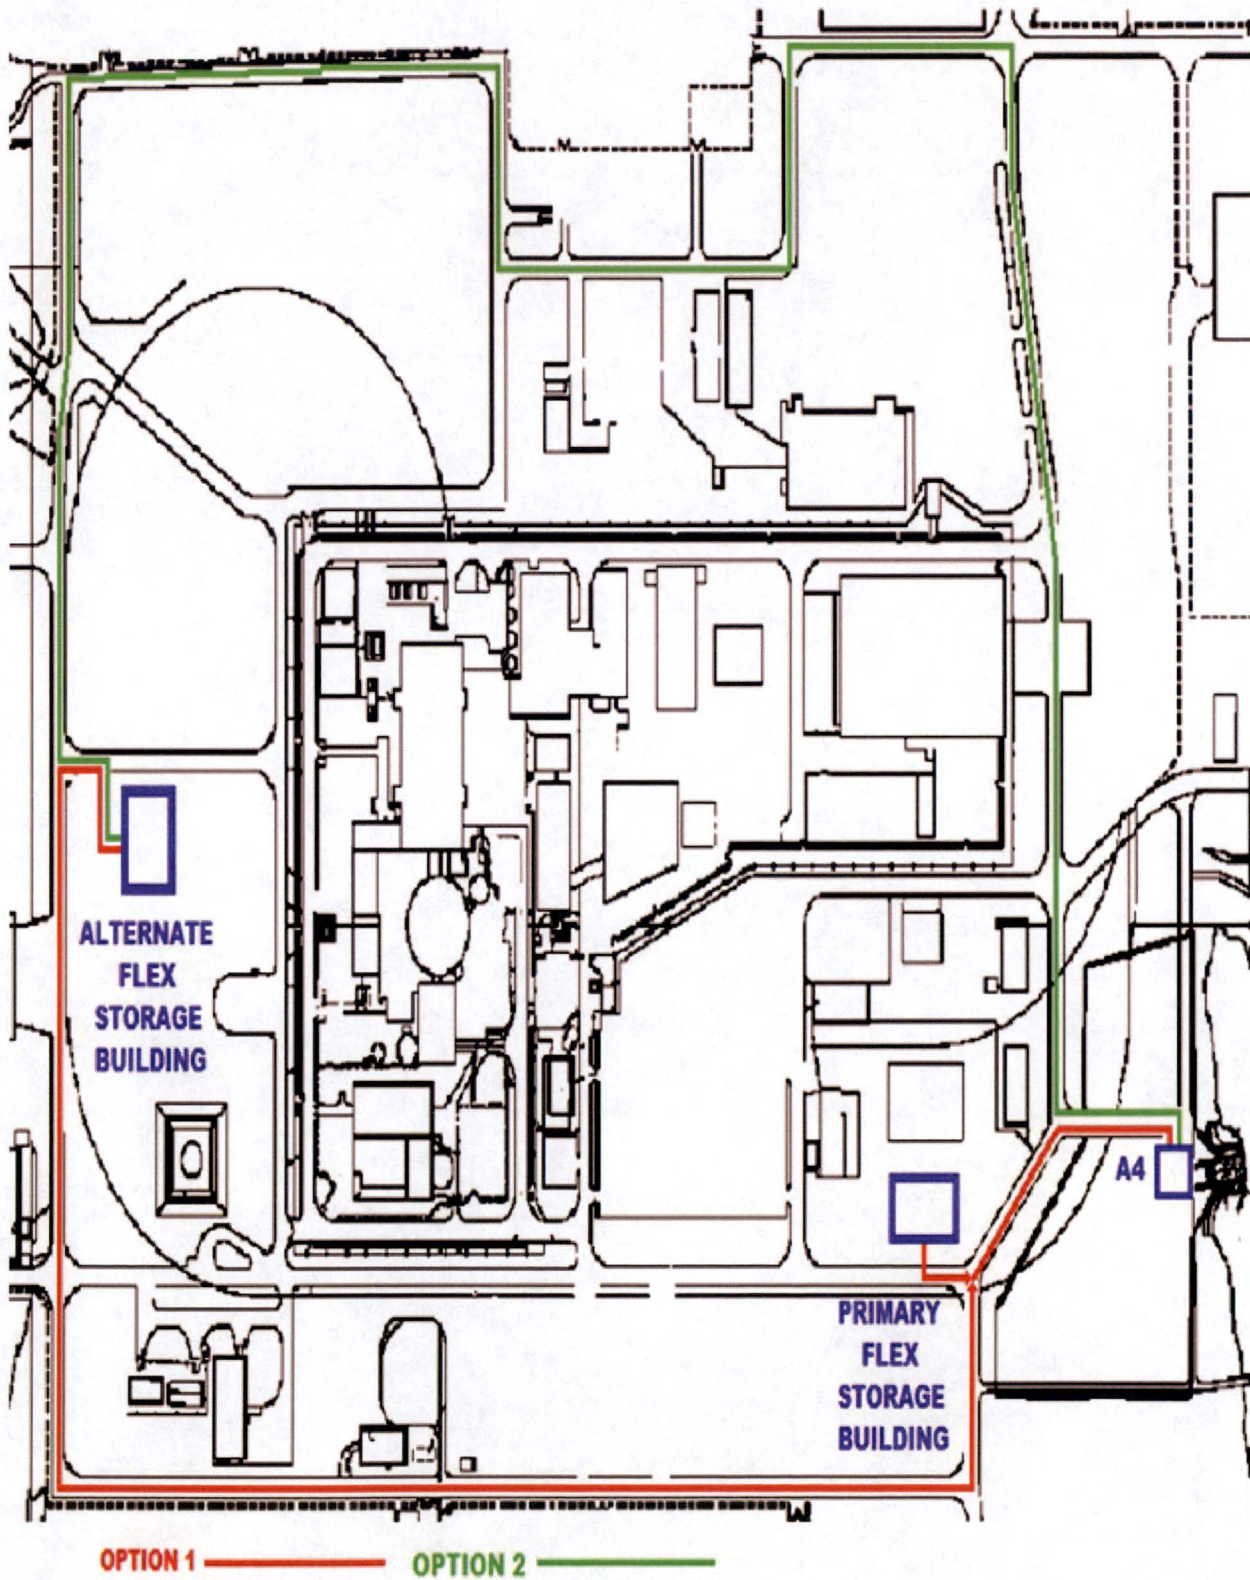 ALTERNATE
FLEX
STORAGE
BUILDING
A4
PRIMARY
FLEX
STORAGE
BUILDING
OPTION 1
OPTION 2